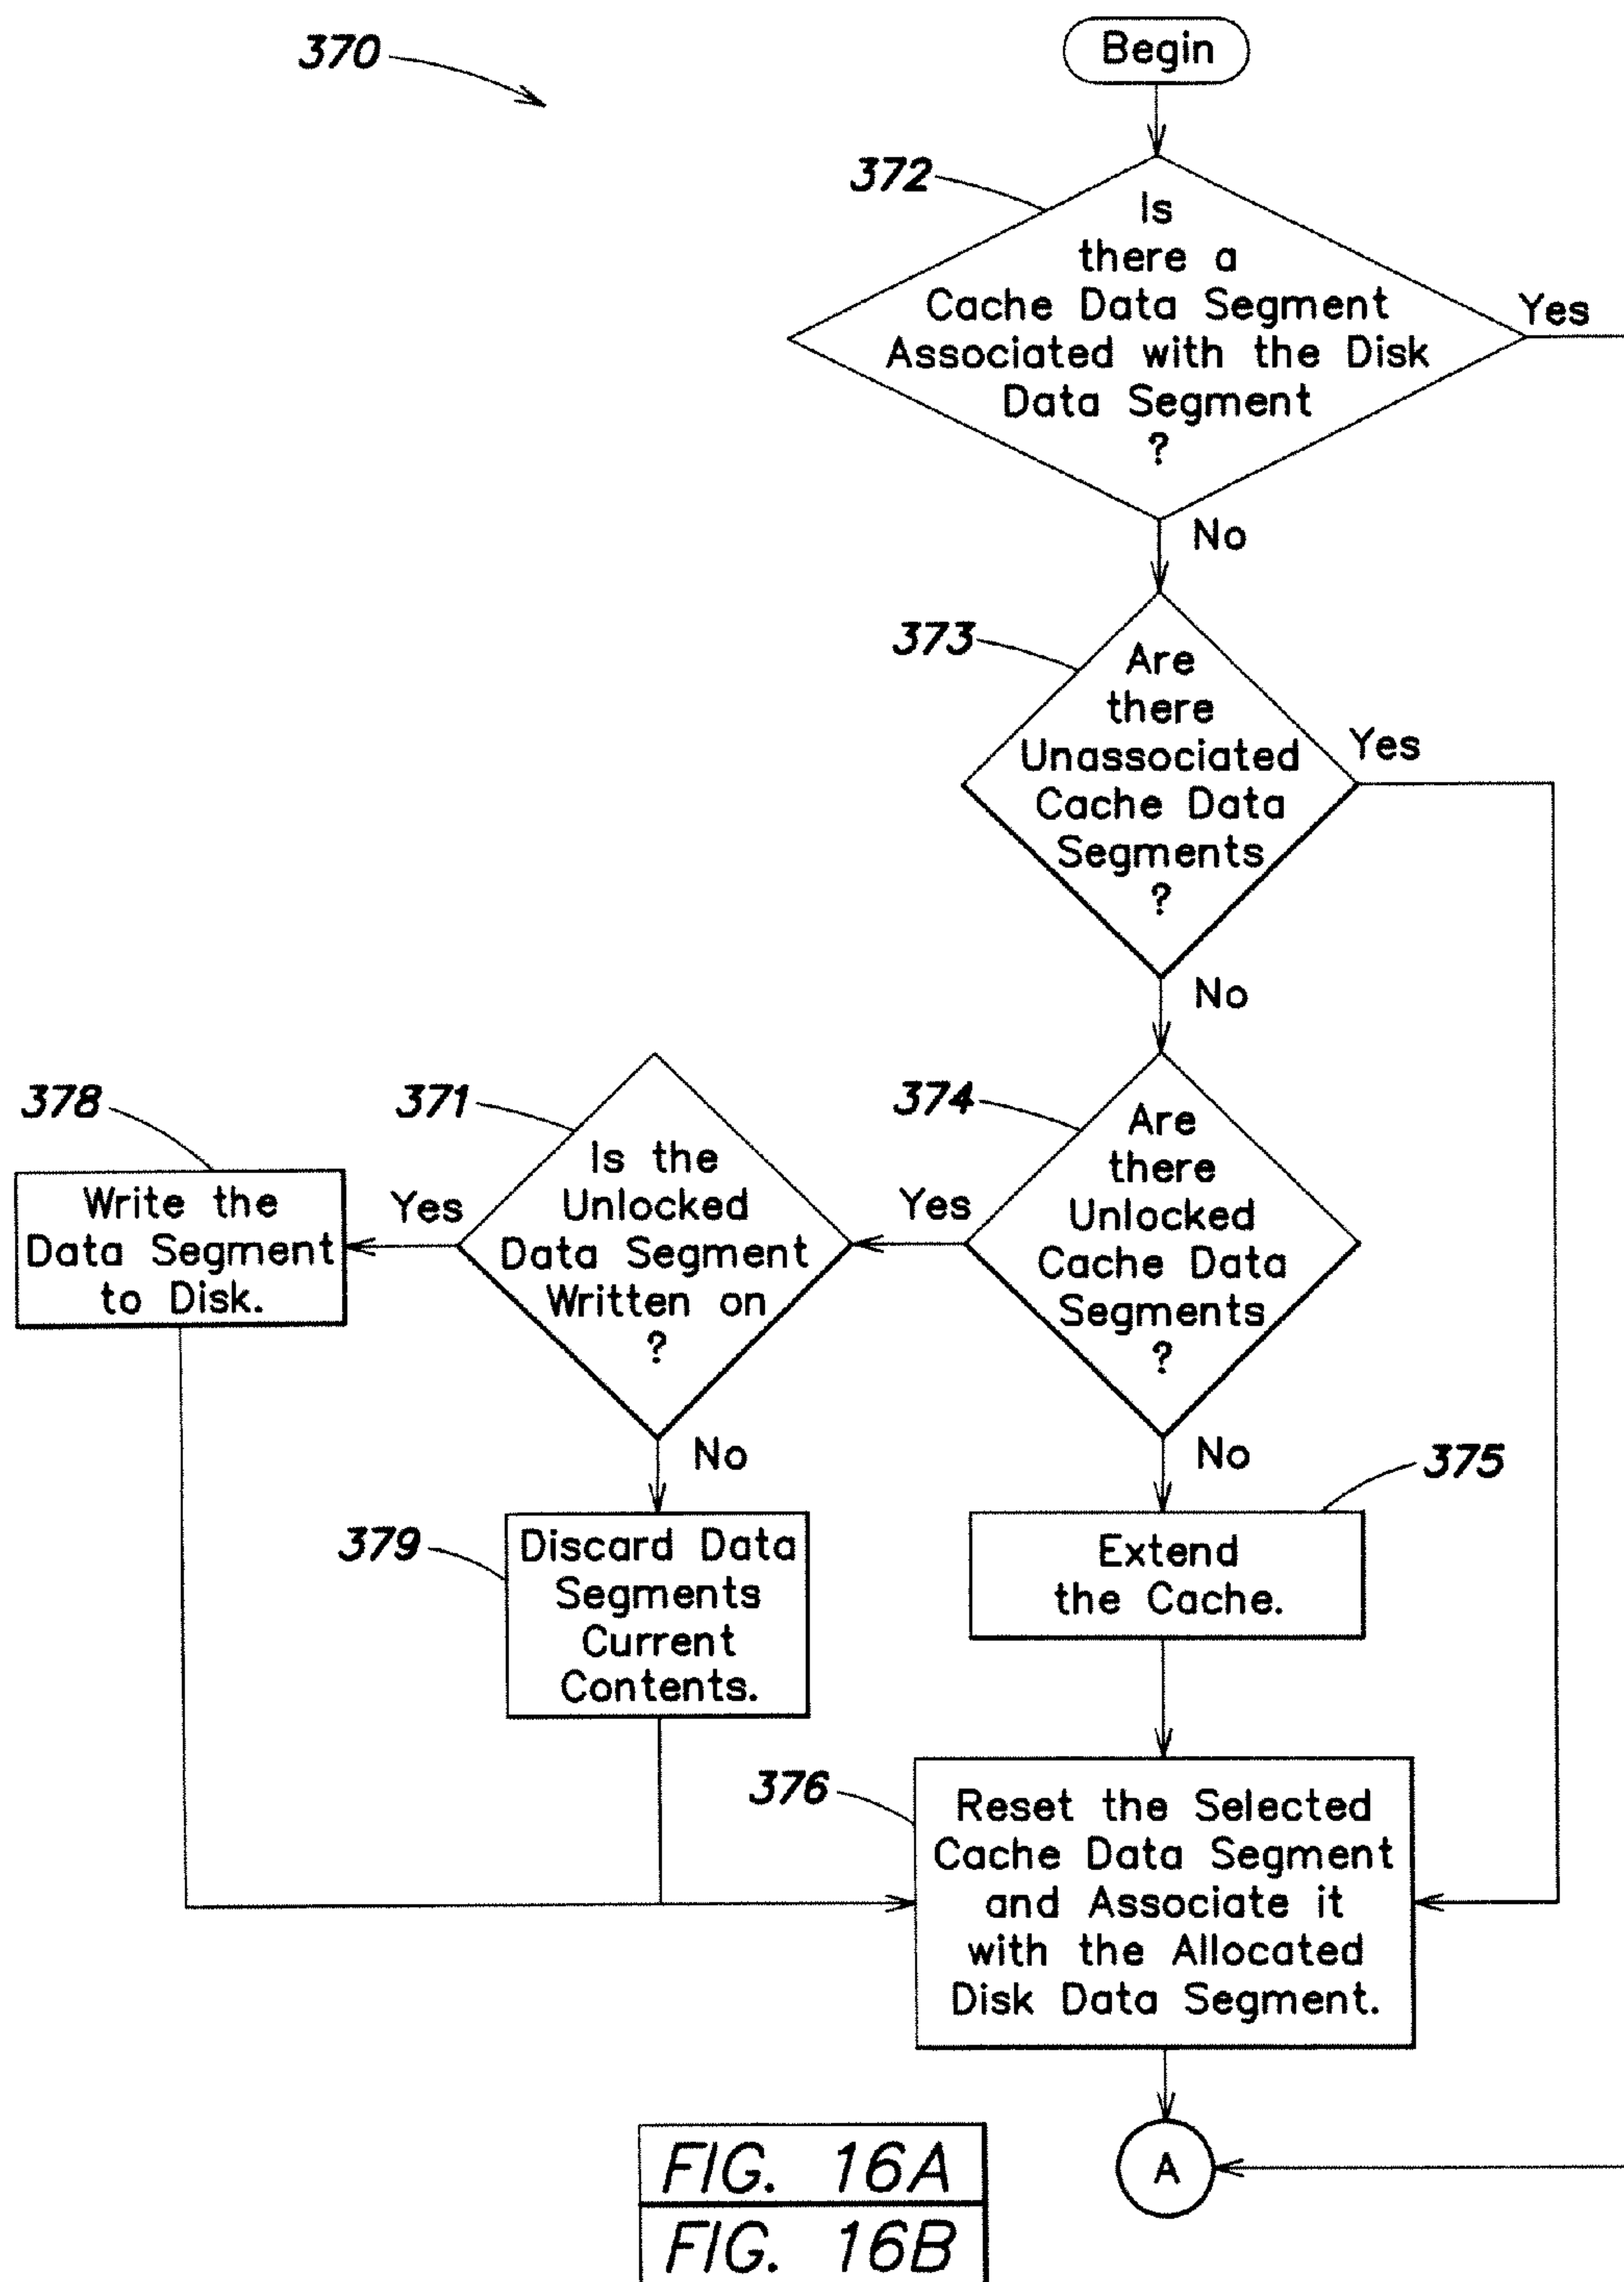 370
Begin
372
Is
there a
Cache Data Segment
Associated with the Disk
Data Segment
?
Yes
No
373
Are
there
Unassociated
Cache Data
Segments
?
Yes
No
378
Write the
Data Segment
to Disk.
Yes
371
Is the
Unlocked
Data Segment
Written on
?
Yes
374
Are
there
Unlocked
Cache Data
Segments
?
No
No
375
379
Discard Data
Segments
Current
Contents.
Extend
the Cache.
376
Reset the Selected
Cache Data Segment
and Associate it
with the Allocated
Disk Data Segment.
A
FIG. 16A
FIG. 16B